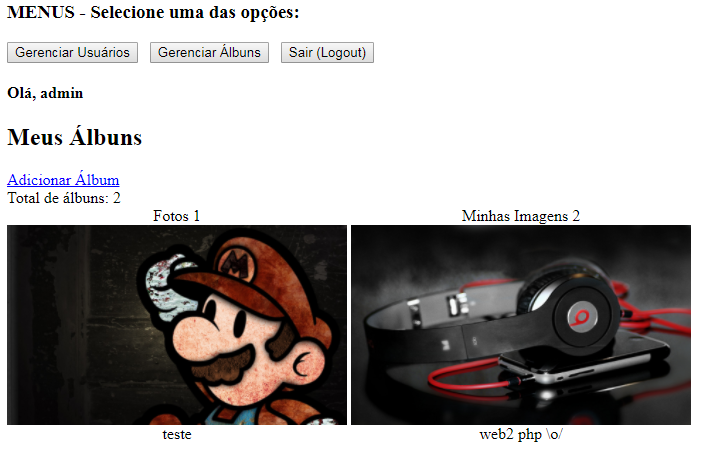 MENUS - Selecione uma das opções:
Gerenciar Usuários Gerenciar Álbuns Sair (Logout)
Olá, admin
Meus Álbuns
Adicionar Álbum
Total de álbuns: 2
Fotos 1 Minhas Imagens 2
M
b
teste web2 php \o/